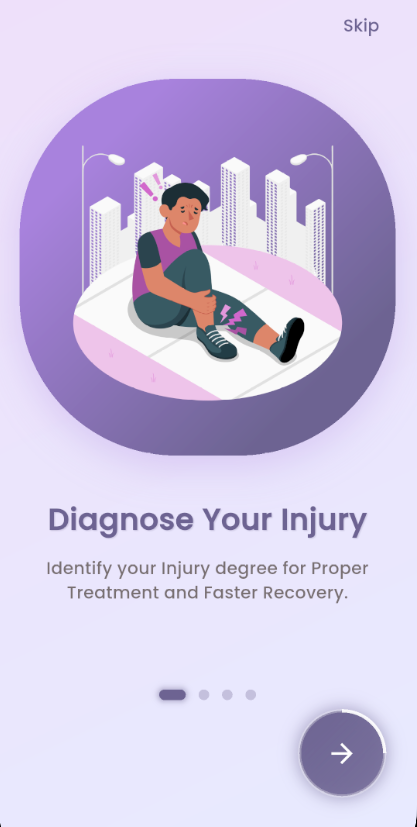 Skip
Diagnose Your Injury
Identify your Injury degree for Proper
Treatment and Faster Recovery.